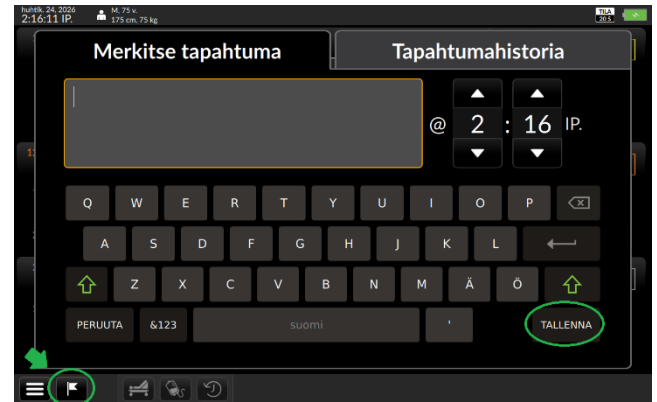 huhtik. 24, 2026
2:16:11 IP.
M, 75 v.
175 cm, 75 kg
TILA
20 S
Merkitse tapahtuma
Tapahtumahistoria
@ 2 : 16 IP.
Q W E R T Y U I O P
A S D F G H J K L
Z X C V B N M Ä Ö
PERUUTA &123 suomi ' TALLENNA